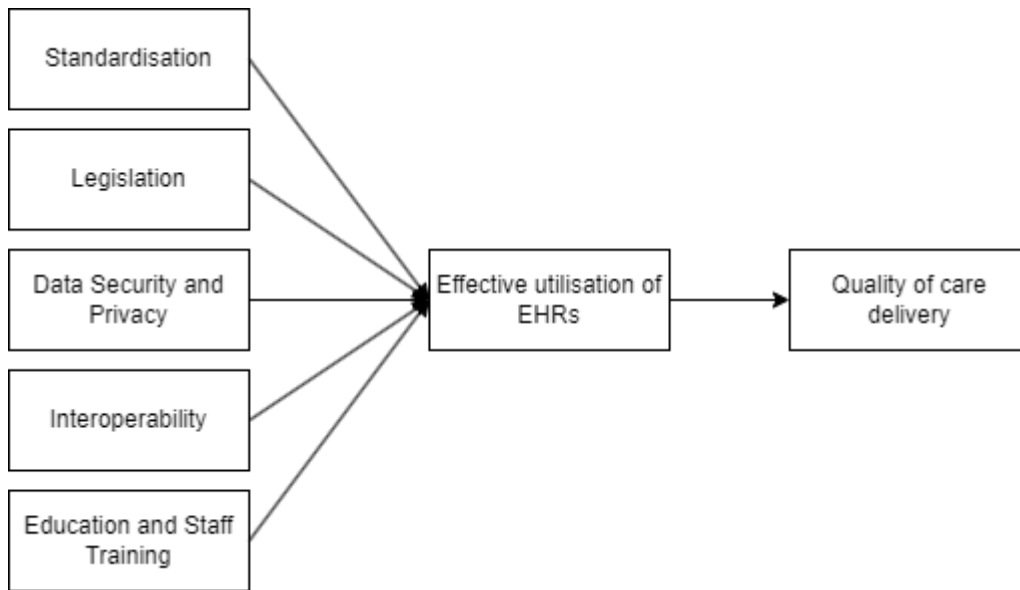 Standardisation
Legislation
Data Security and
Privacy
Interoperability
Education and Staff
Training
Effective utilisation of
EHRs
Quality of care
delivery